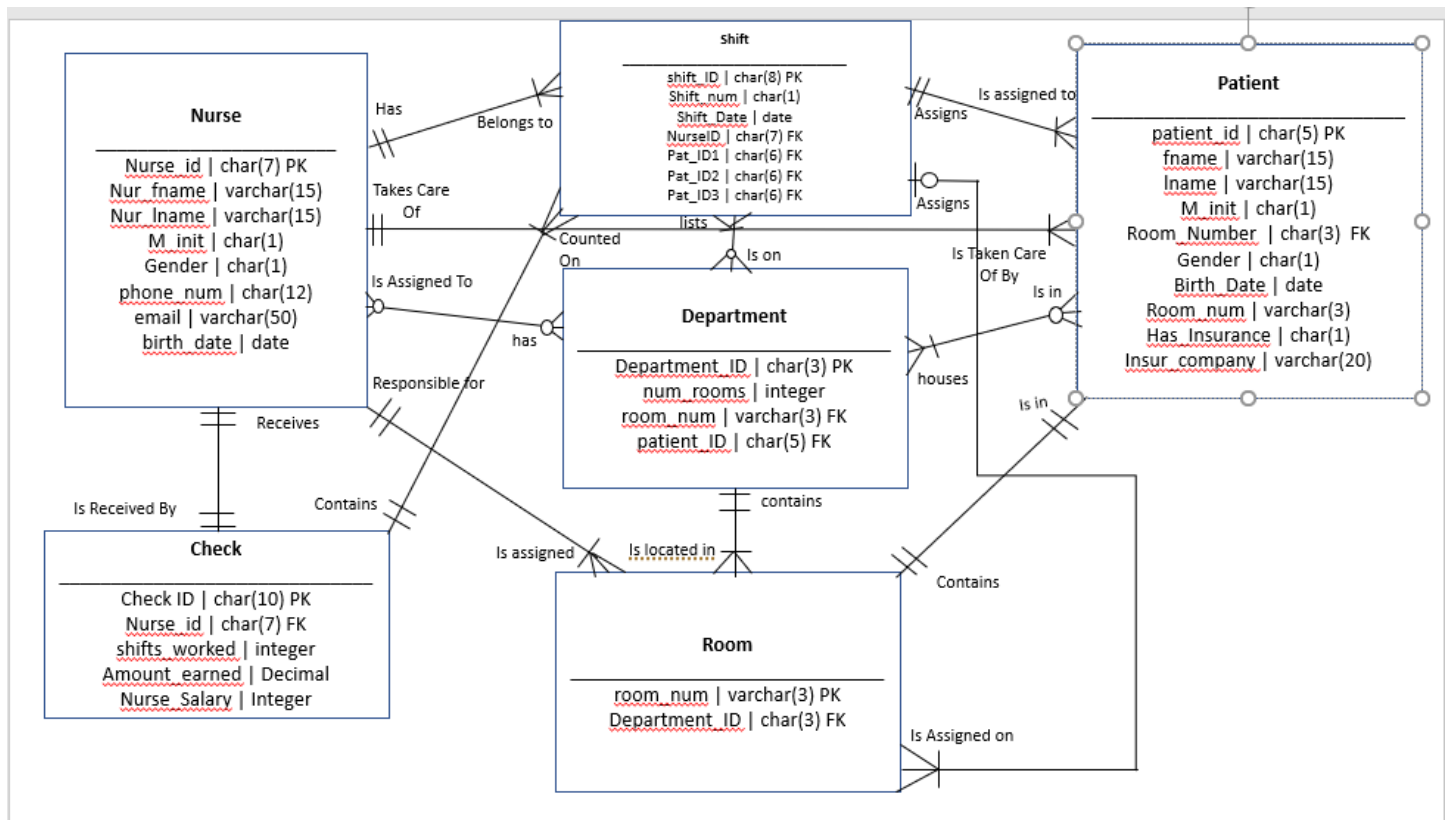 Shift
shift_ID | char(8) PK
Shift_num | char(1)
Shift_Date | date
NurseID | char(7) FK
Pat_ID1 | char(6) FK
Pat_ID2 | char(6) FK
Pat_ID3 | char(6) FK
Nurse
Nurse_id | char(7) PK
Nur_fname | varchar(15)
Nur_lname | varchar(15)
M_init | char(1)
Gender | char(1)
phone_num | char(12)
email | varchar(50)
birth_date | date
Patient
patient_id | char(5) PK
fname | varchar(15)
lname | varchar(15)
M_init | char(1)
Room_Number | char(3) FK
Gender | char(1)
Birth_Date | date
Room_num | varchar(3)
Has_Insurance | char(1)
Insur_company | varchar(20)
Has
Belongs to
Assigns
Is assigned to
Takes Care
Of
Assigns
lists
Counted
On
Is on
Is Taken Care
Of By
Is Assigned To
has
Is in
houses
Department
Department_ID | char(3) PK
num_rooms | integer
room_num | varchar(3) FK
patient_ID | char(5) FK
Responsible for
Is in
Receives
Is Received By
Contains
contains
Is assigned
Is located in
Contains
Check
Check ID | char(10) PK
Nurse_id | char(7) FK
shifts_worked | integer
Amount_earned | Decimal
Nurse_Salary | Integer
Room
room_num | varchar(3) PK
Department_ID | char(3) FK
Is Assigned on